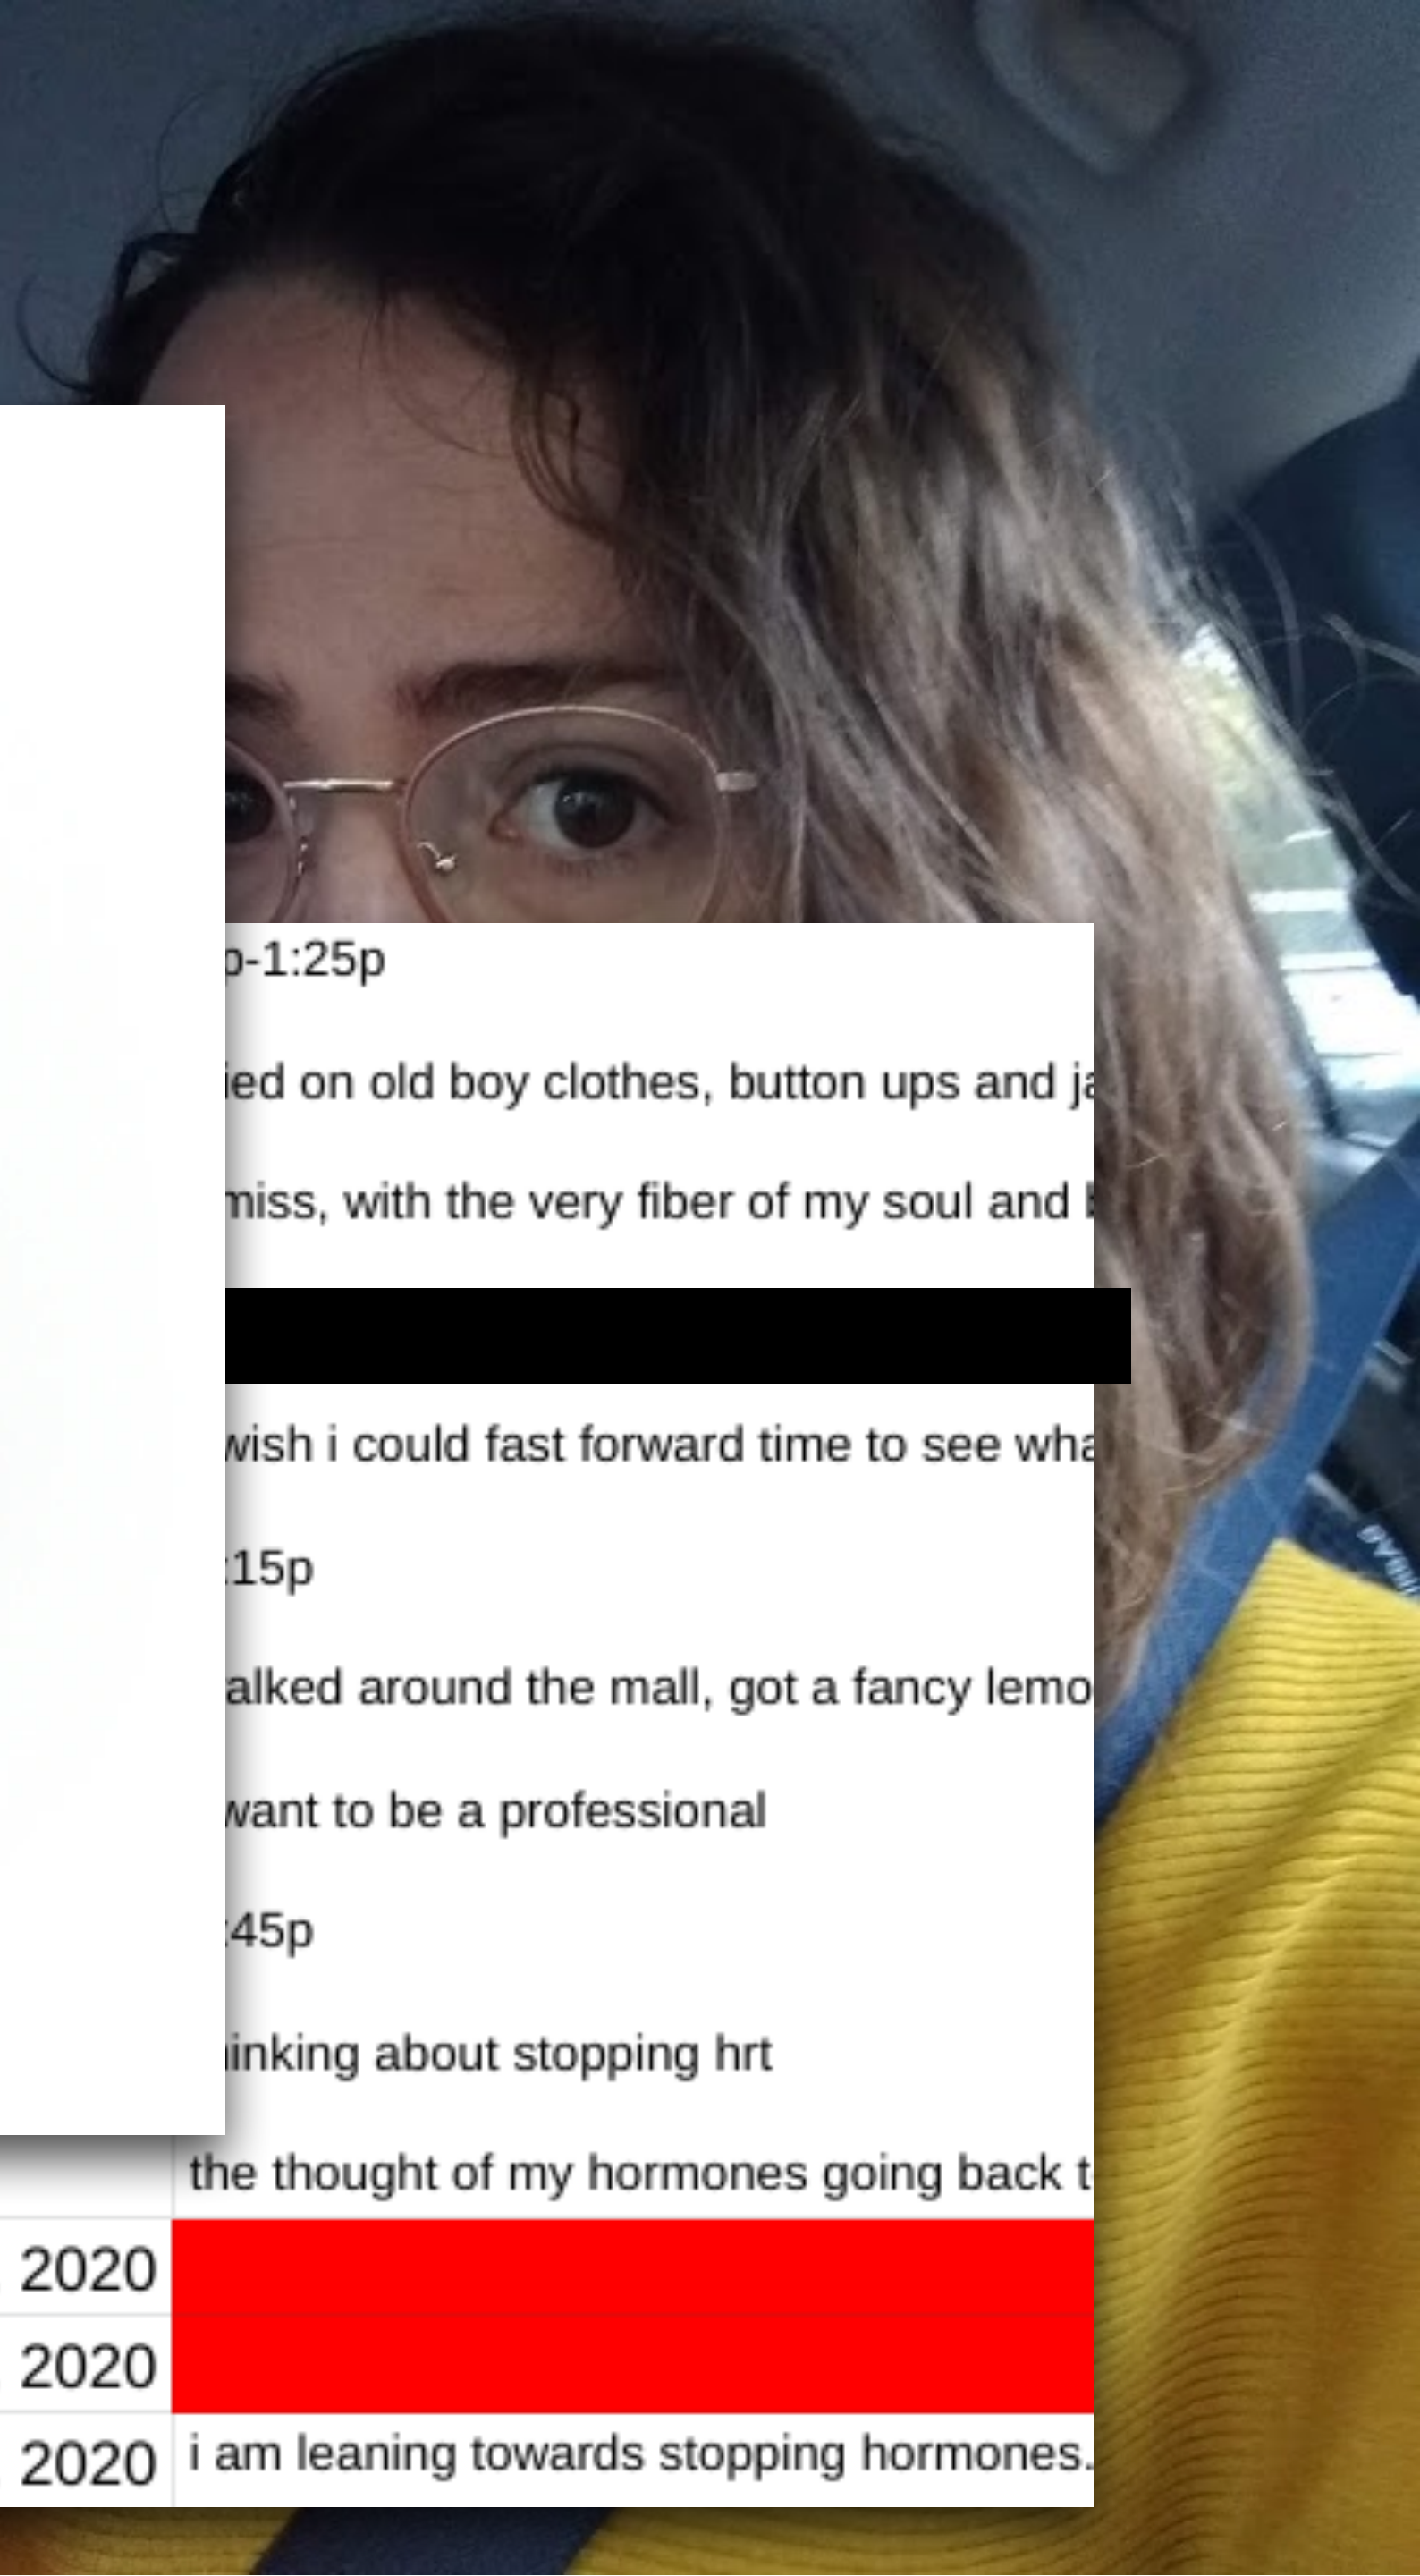 p-1:25p
ied on old boy clothes, button ups and ja
miss, with the very fiber of my soul and
wish i could fast forward time to see wha
:15p
alked around the mall, got a fancy lemo
want to be a professional
:45p
inking about stopping hrt
the thought of my hormones going back t
2020
2020
2020 i am leaning towards stopping hormones.